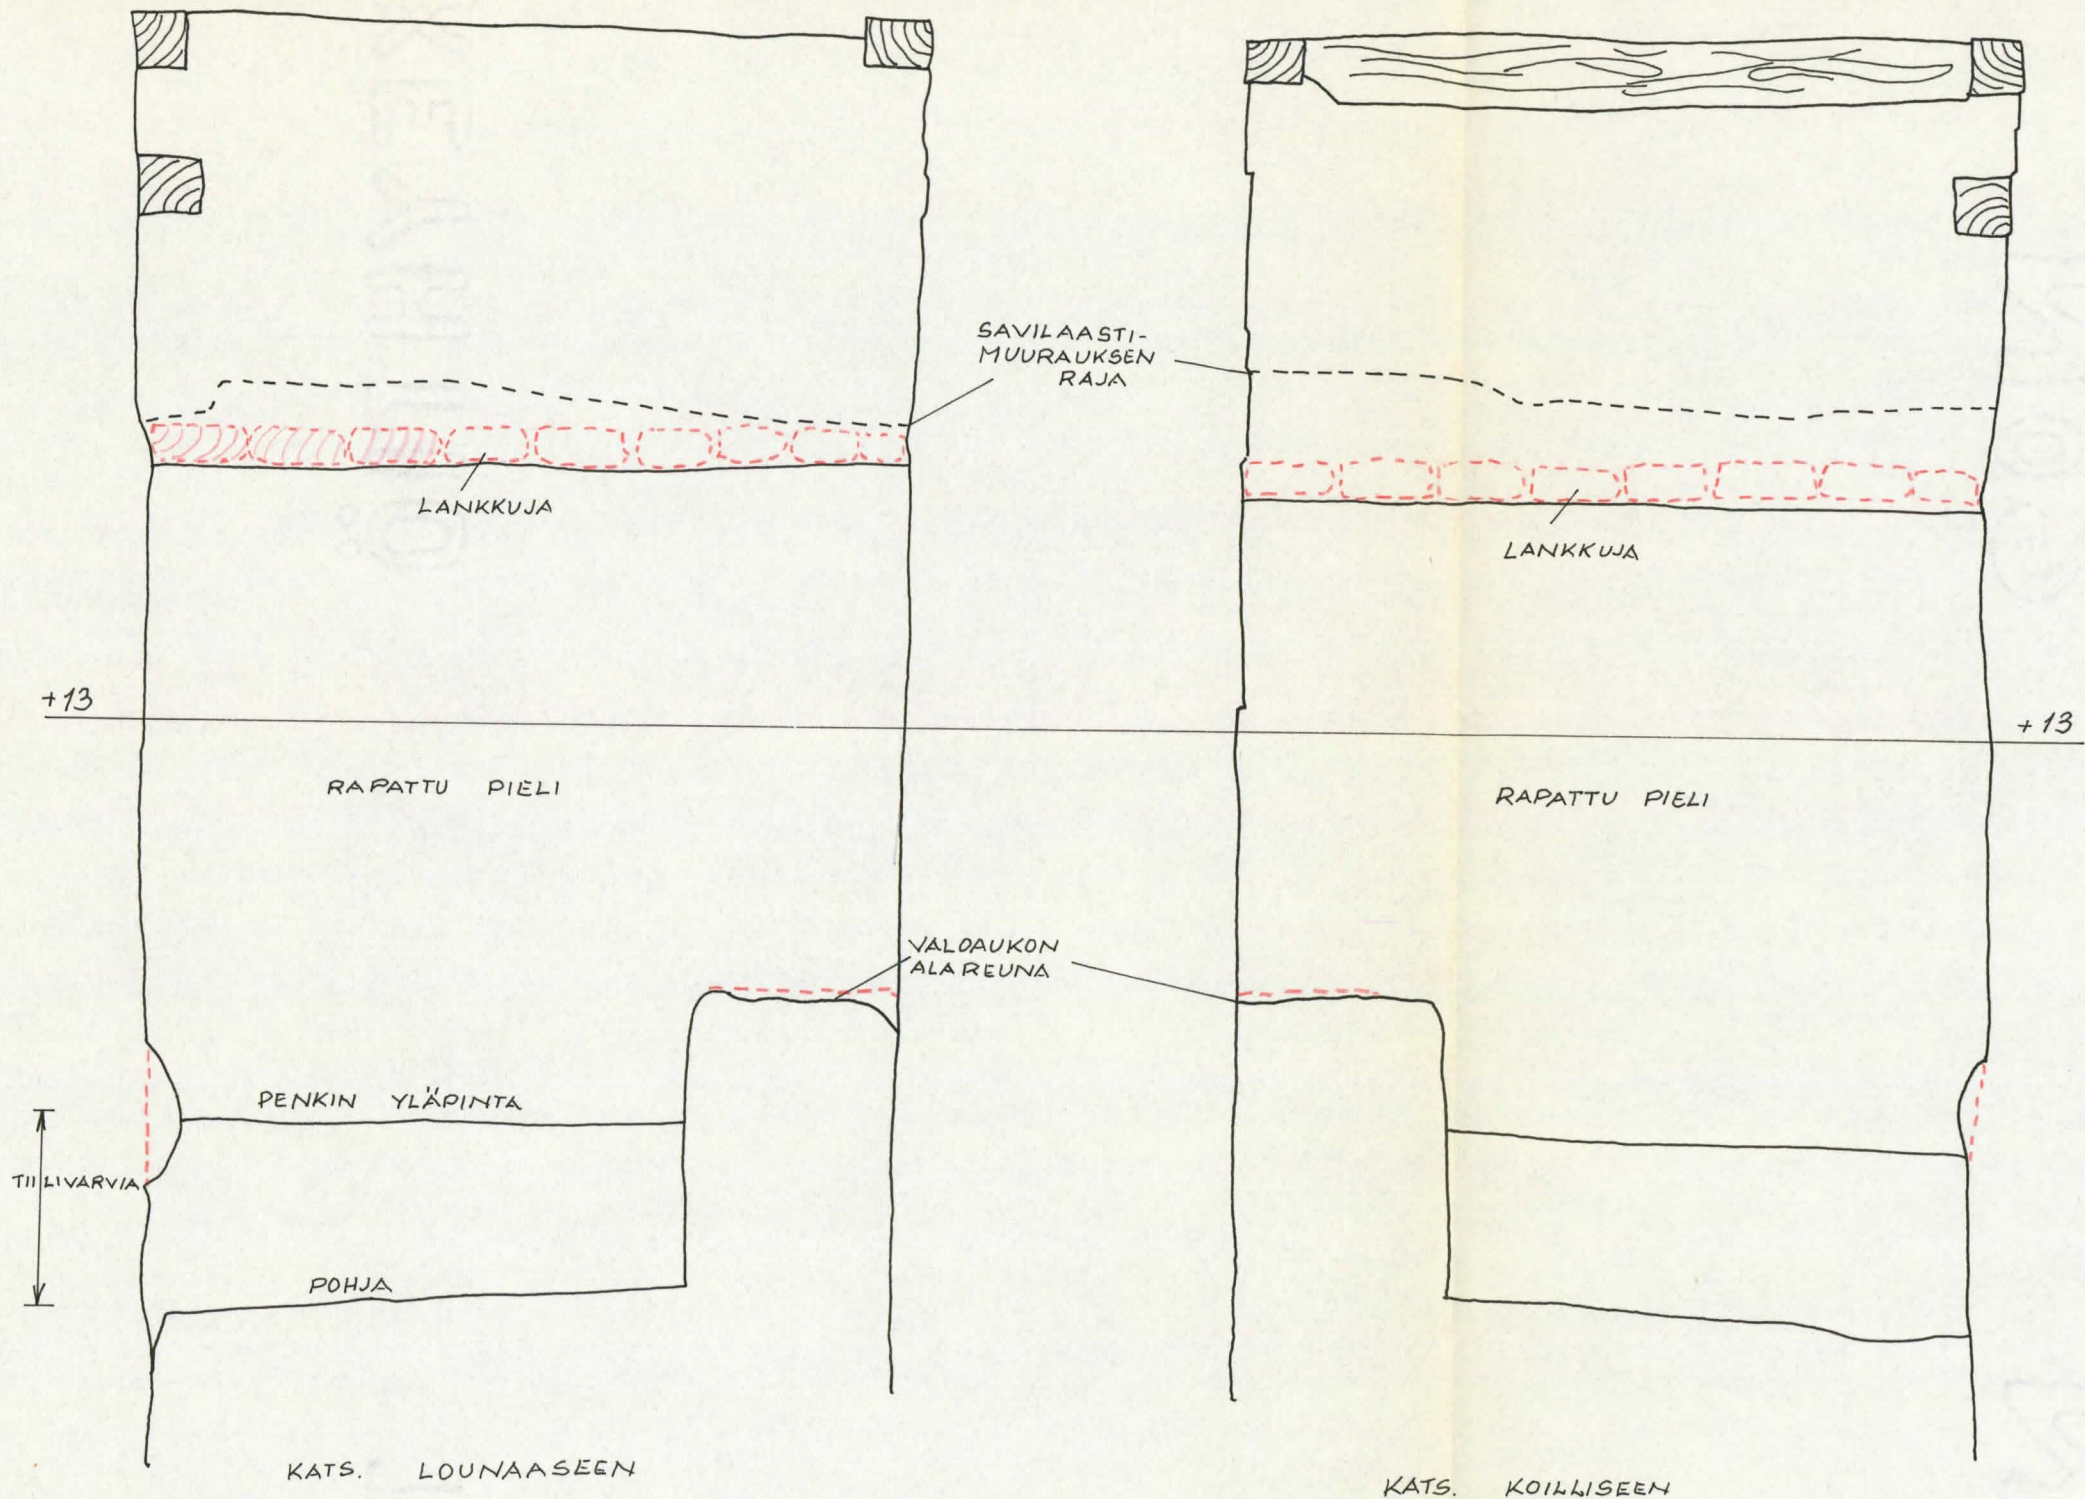 SAVILAASTI-
MUURAUKSEN
RAJA
LANKKUJA
LANKKUJA
+13
+13
RAPATTU PIELI
RAPATTU PIELI
VALOAUKON
ALAREUNA
PENKIN YLÄPINTA
TIILIVARVIA
POHJA
KATS. LOUNAASEEN
KATS. KOILLISEEN